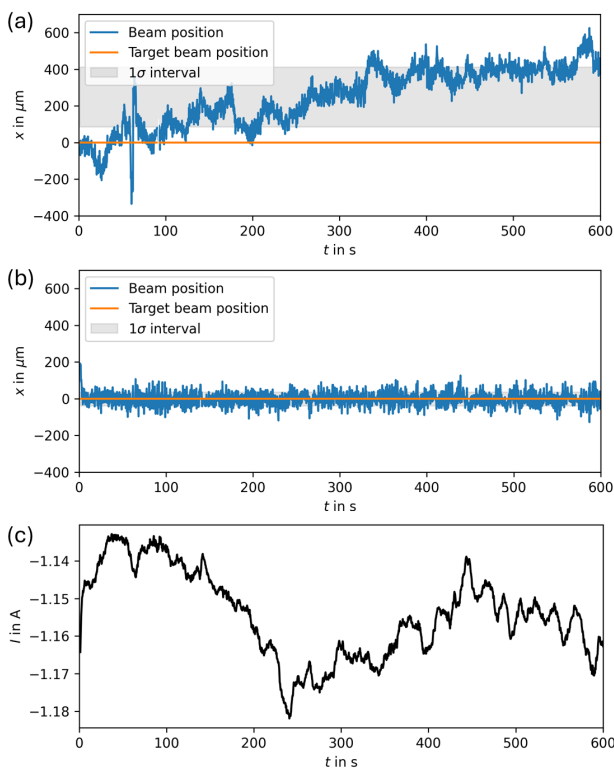 (a)
600
400
200
0
−200
−400
x in μm
Beam position
Target beam position
1σ interval
0 100 200 300 400 500 600
t in s
(b)
600
400
200
0
−200
−400
x in μm
Beam position
Target beam position
1σ interval
0 100 200 300 400 500 600
t in s
(c)
−1.14
−1.15
−1.16
−1.17
−1.18
I in A
0 100 200 300 400 500 600
t in s